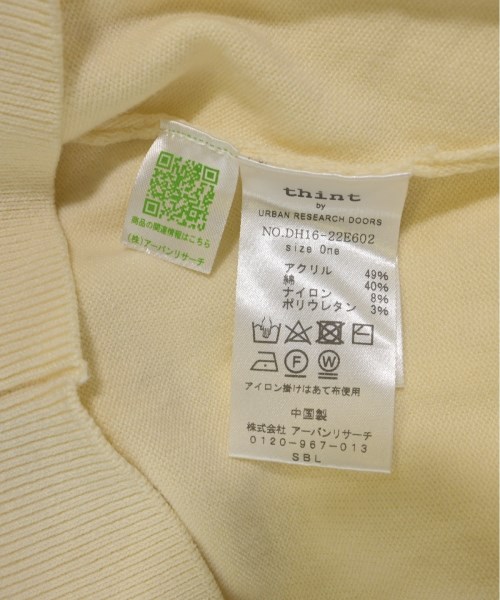 商品の関連情報はこちら
(株)アーバンリサーチ
thint
by
URBAN RESEARCH DOORS
NO.DH16-22E602
size One
アクリル 49%
綿 40%
ナイロン 8%
ポリウレタン 3%
F W
アイロン掛けはあて布使用
中国製
株式会社 アーバンリサーチ
0120-967-013
SBL